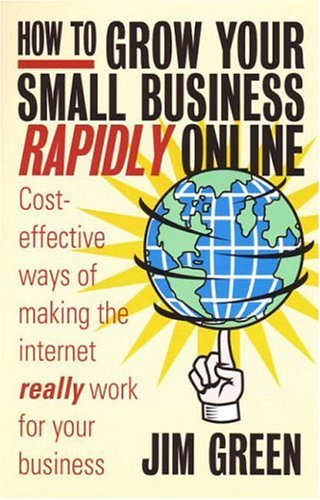 HOW TO GROW YOUR
SMALL BUSINESS
RAPIDLY ONLINE
Cost-
effective
ways of
making the
internet
really work
for your
business
JIM GREEN